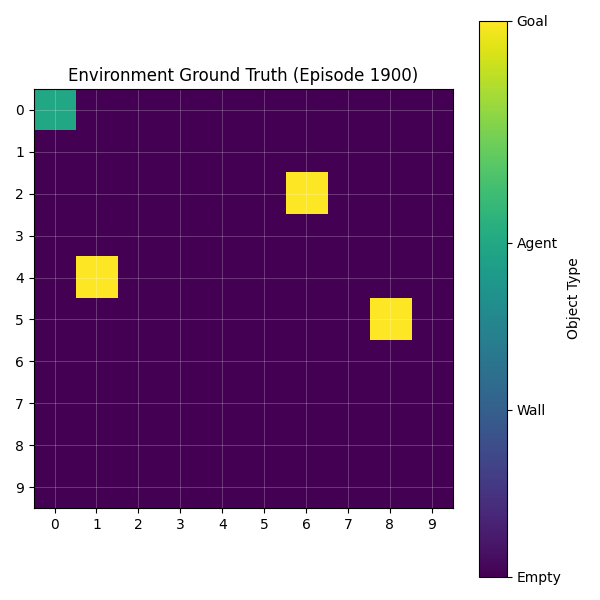 Environment Ground Truth (Episode 1900)
Goal
0
1
2
3
Agent
4
5
6
7
Wall
8
9
0 1 2 3 4 5 6 7 8 9
Empty
Object Type